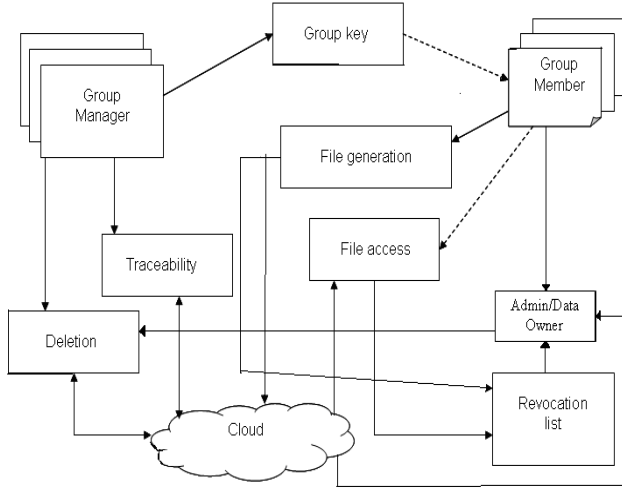 Group key
Group
Member
Group
Manager
File generation
File access
Traceability
Admin/Data
Owner
Deletion
Revocation
list
Cloud